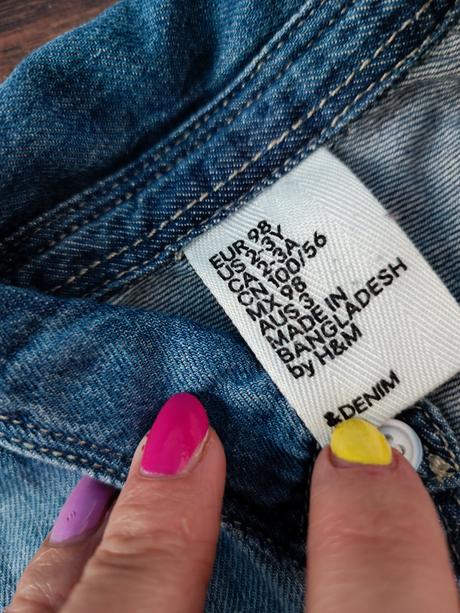 EUR 98
US 2-3Y
CA 2-3A
CN 100/56
MX 98
AUS 3
MADE IN
BANGLADESH
by H&M
&DENIM